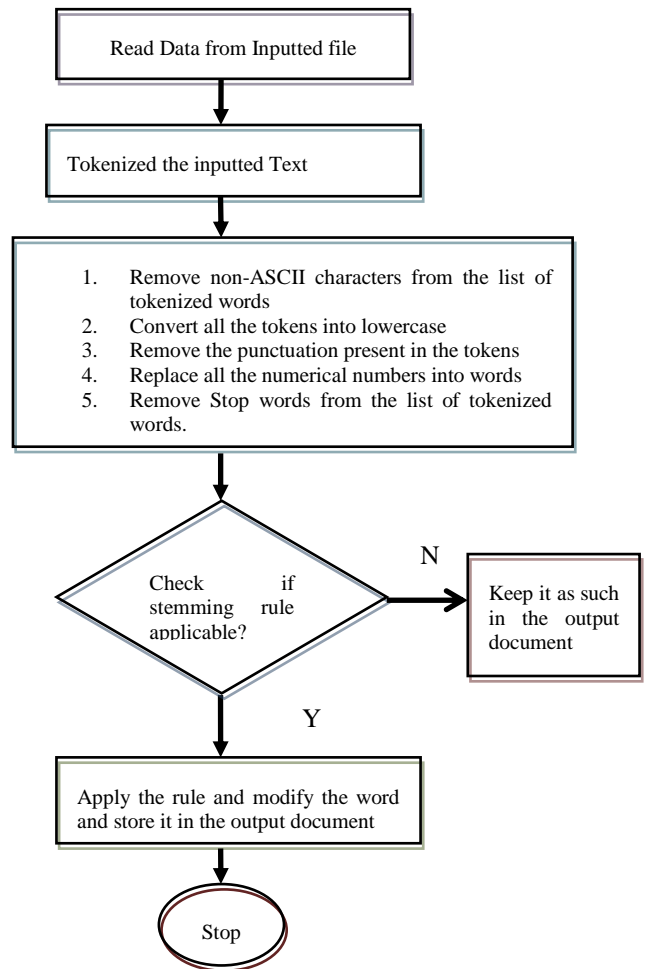 Read Data from Inputted file
Tokenized the inputted Text
1. Remove non-ASCII characters from the list of
tokenized words
2. Convert all the tokens into lowercase
3. Remove the punctuation present in the tokens
4. Replace all the numerical numbers into words
5. Remove Stop words from the list of tokenized
words.
Check if
stemming rule
applicable?
N
Keep it as such
in the output
document
Y
Apply the rule and modify the word
and store it in the output document
Stop